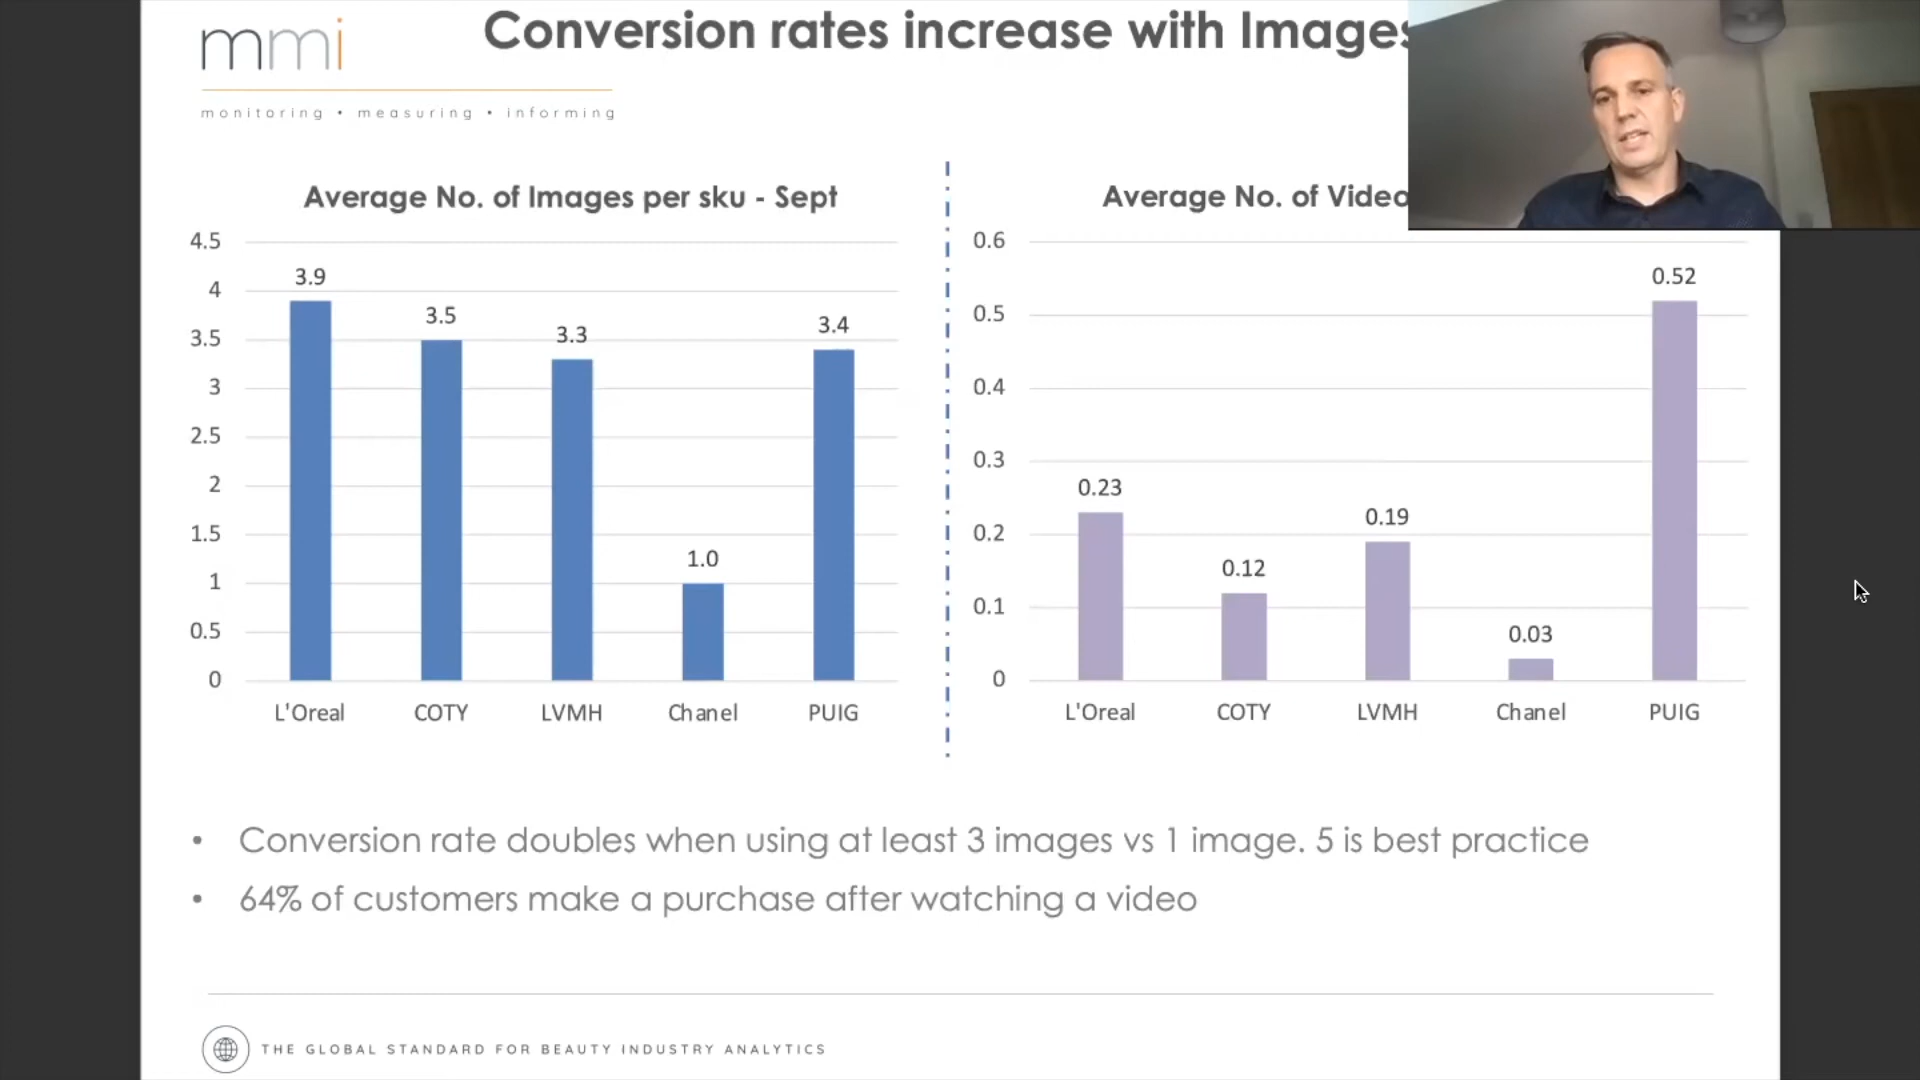 mmi
Conversion rates increase with Images
monitoring • measuring • informing
Average No. of Images per sku - Sept
4.5
4
3.5
3
2.5
2
1.5
1
0.5
0
3.9
3.5
3.3
1.0
3.4
L'Oreal COTY LVMH Chanel PUIG
Average No. of Video
0.6
0.5
0.4
0.3
0.2
0.1
0
0.23
0.12
0.19
0.03
0.52
L'Oreal COTY LVMH Chanel PUIG
• Conversion rate doubles when using at least 3 images vs 1 image. 5 is best practice
• 64% of customers make a purchase after watching a video
THE GLOBAL STANDARD FOR BEAUTY INDUSTRY ANALYTICS